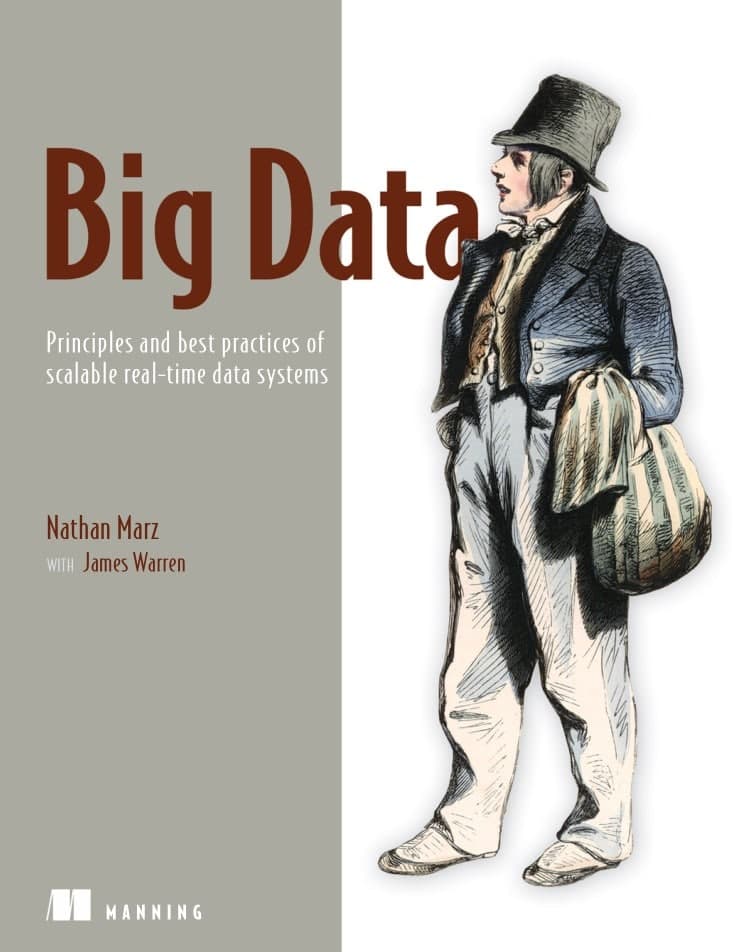 Big Data
Principles and best practices of
scalable real-time data systems
Nathan Marz
WITH James Warren
MANNING